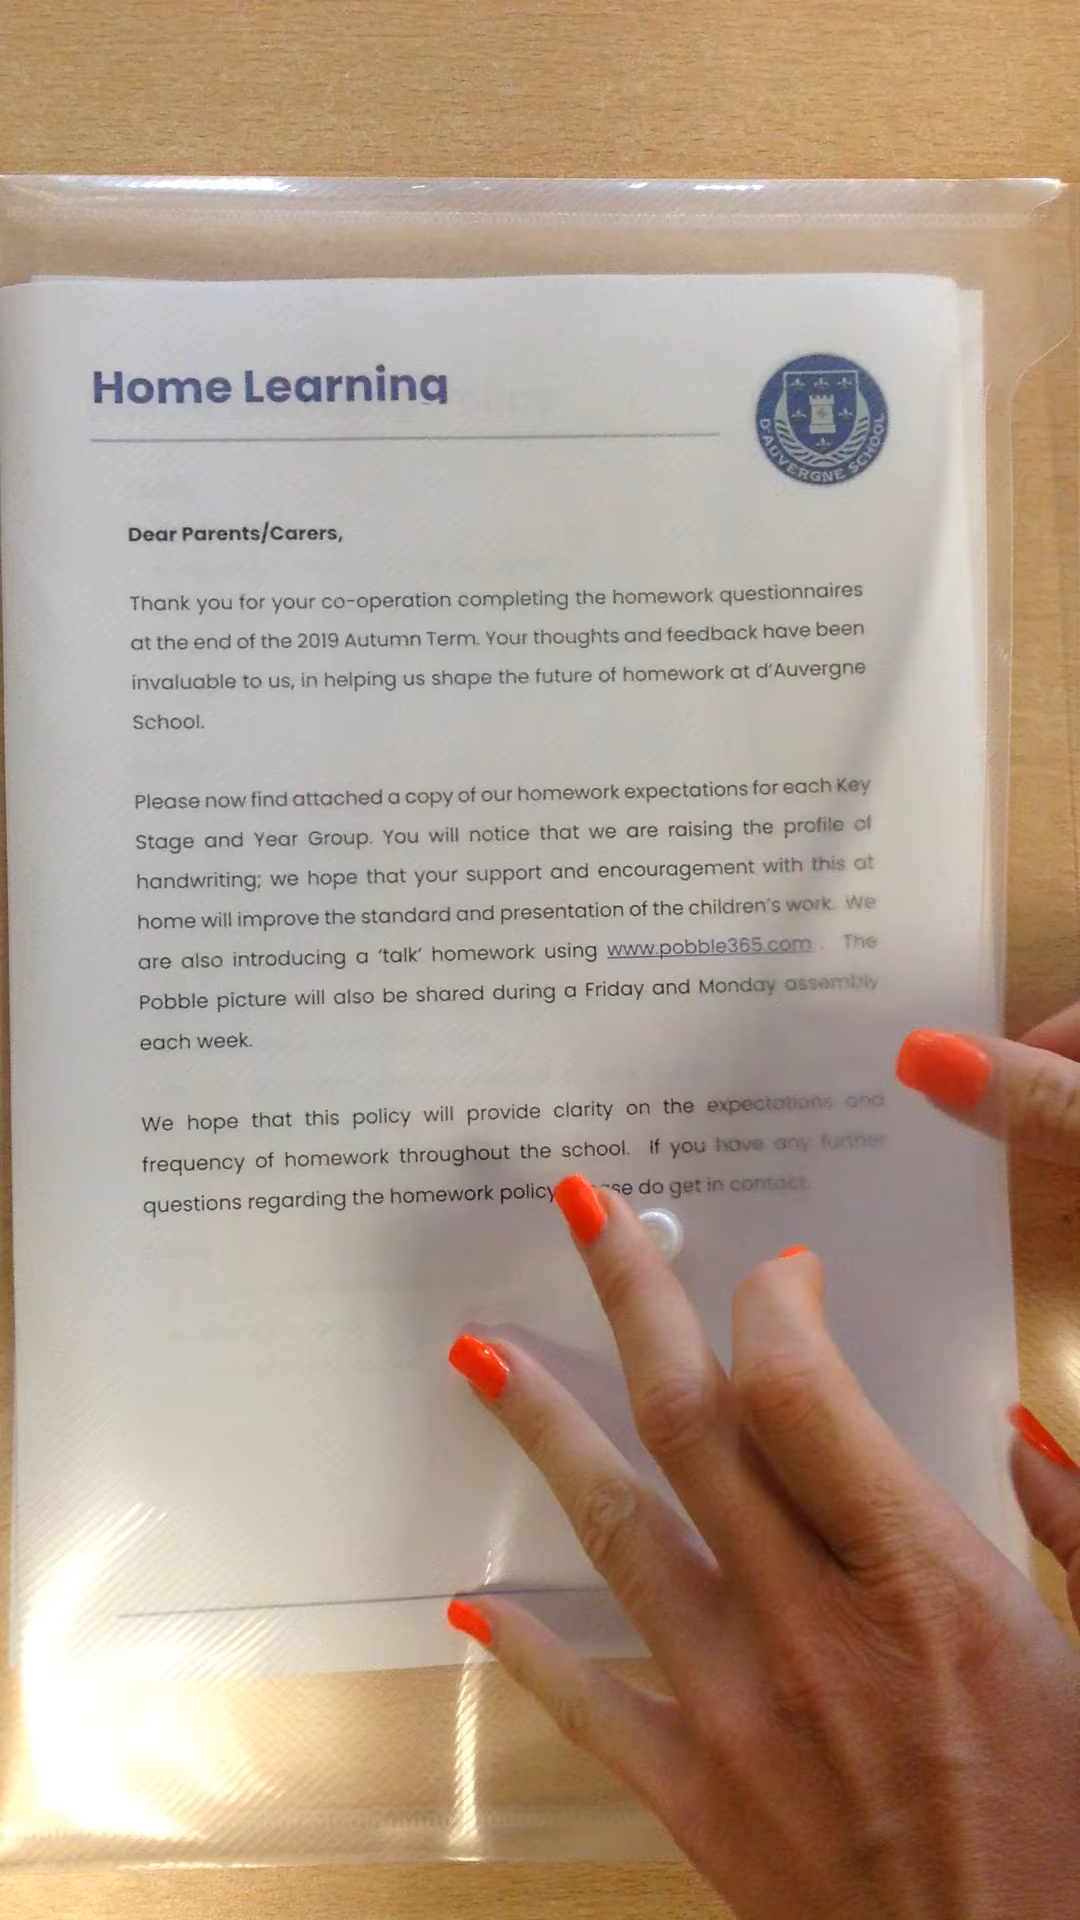 Home Learning
D'AUVERGNE SCHOOL
Dear Parents/Carers,
Thank you for your co-operation completing the homework questionnaires
at the end of the 2019 Autumn Term. Your thoughts and feedback have been
invaluable to us, in helping us shape the future of homework at d'Auvergne
School.
Please now find attached a copy of our homework expectations for each Key
Stage and Year Group. You will notice that we are raising the profile of
handwriting; we hope that your support and encouragement with this at
home will improve the standard and presentation of the children's work. We
are also introducing a 'talk' homework using www.pobble365.com . The
Pobble picture will also be shared during a Friday and Monday assembly
each week.
We hope that this policy will provide clarity on the expectations and
frequency of homework throughout the school. If you have any further
questions regarding the homework policy do get in contact.